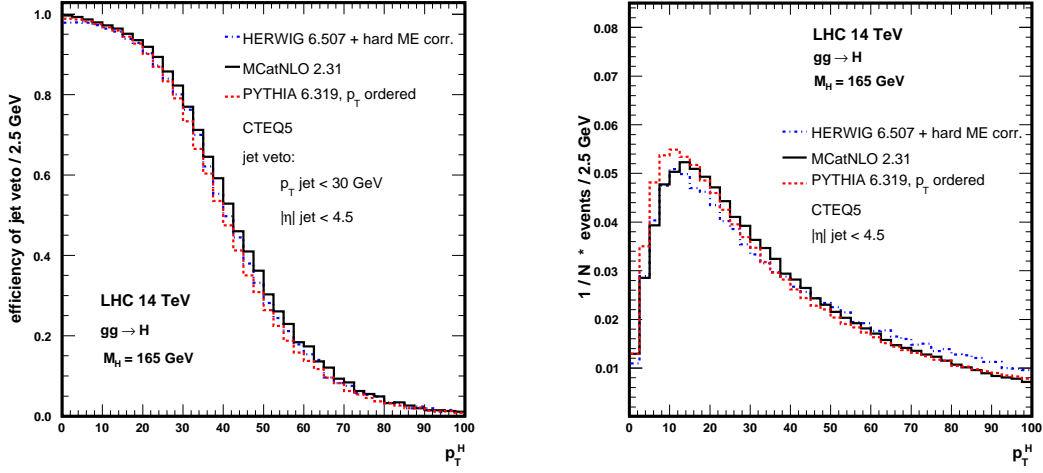 efficiency of jet veto / 2.5 GeV
1.0
0.8
0.6
0.4
0.2
0.0
HERWIG 6.507 + hard ME corr.
MCatNLO 2.31
PYTHIA 6.319, p_T ordered
CTEQ5
jet veto:
p_T jet < 30 GeV
|η| jet < 4.5
LHC 14 TeV
gg → H
M_H = 165 GeV
0 10 20 30 40 50 60 70 80 90 100
p_T^H
1 / N * events / 2.5 GeV
0.08
0.07
0.06
0.05
0.04
0.03
0.02
0.01
LHC 14 TeV
gg → H
M_H = 165 GeV
HERWIG 6.507 + hard ME corr.
MCatNLO 2.31
PYTHIA 6.319, p_T ordered
CTEQ5
|η| jet < 4.5
0 10 20 30 40 50 60 70 80 90 100
p_T^H